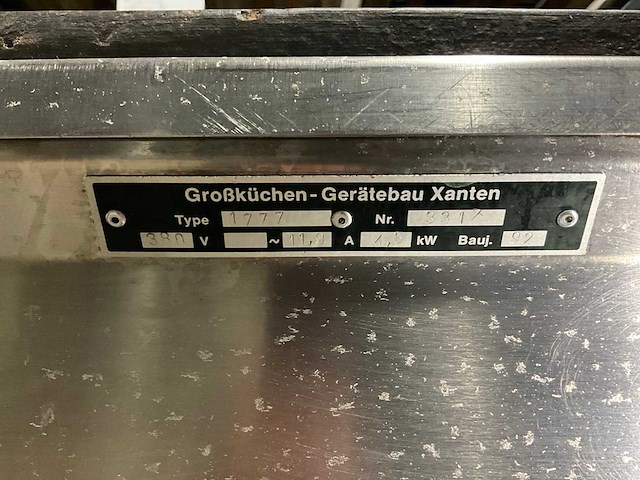 Großküchen-Gerätebau Xanten
Type 1777 Nr.
380 V ~ A kW Bauj. 92